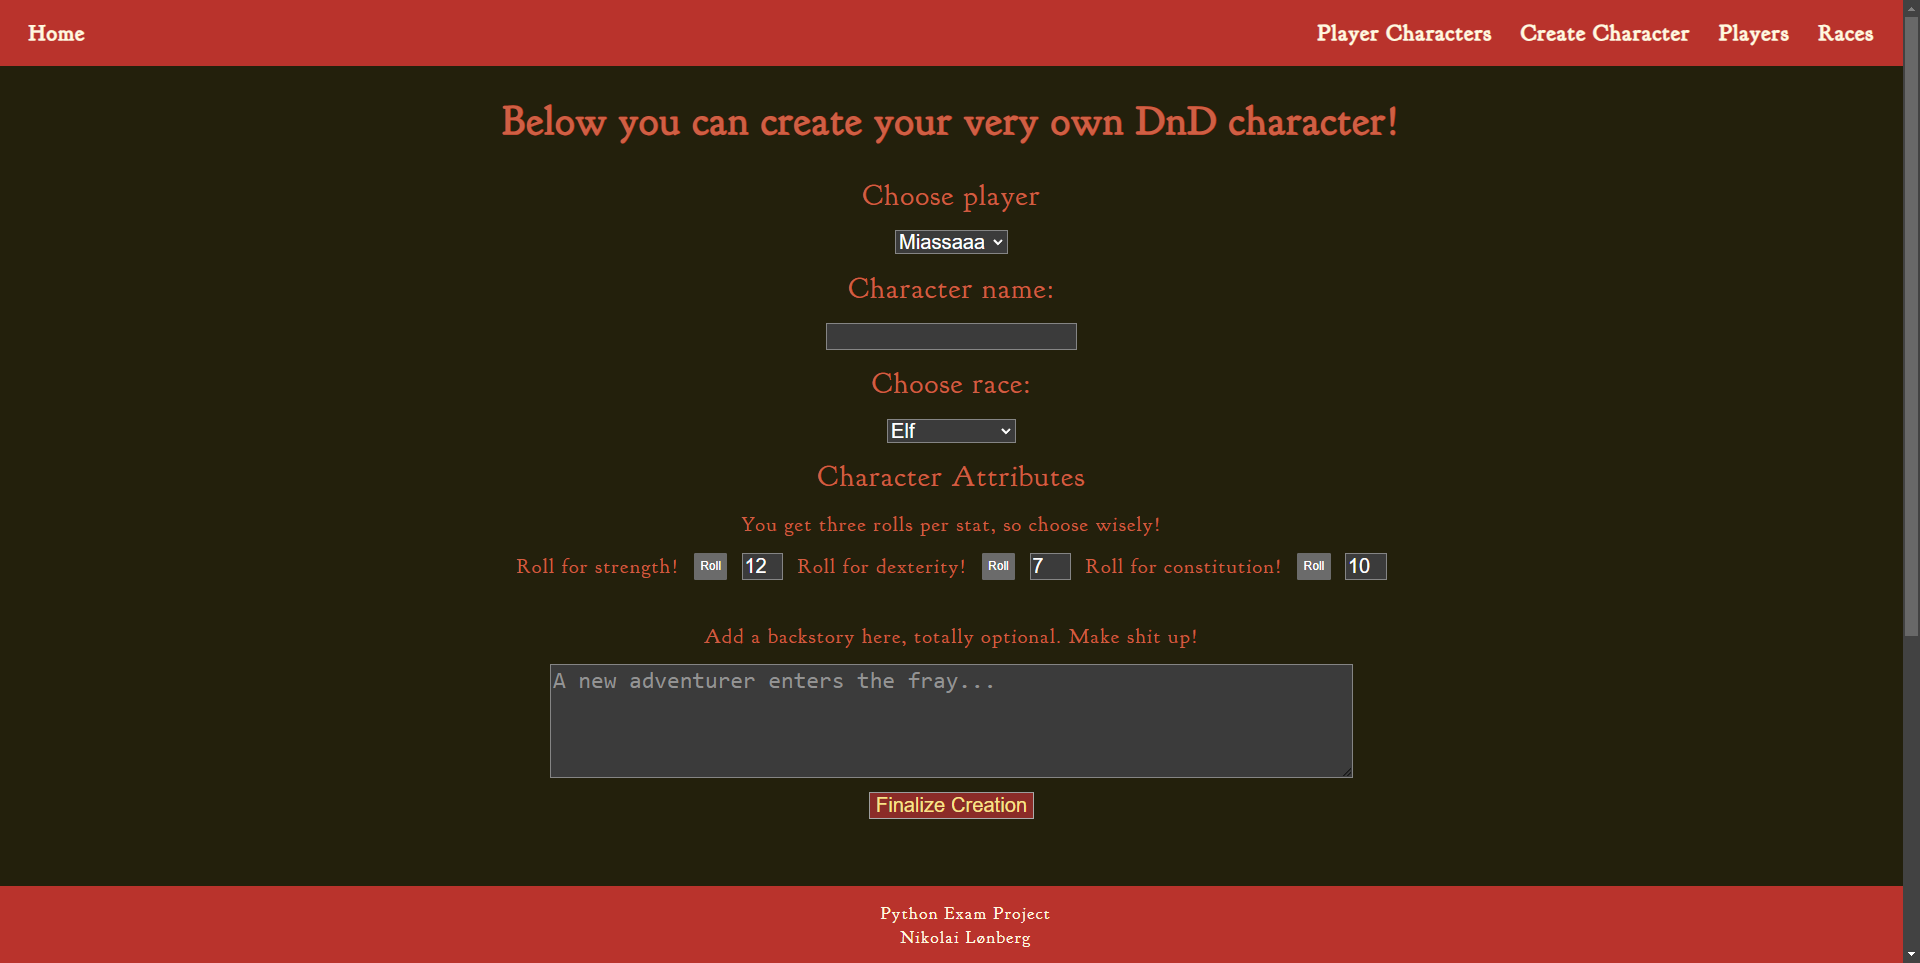 Home Player Characters Create Character Players Races
Below you can create your very own DnD character!
Choose player
Miassaaa
Character name:
Choose race:
Elf
Character Attributes
You get three rolls per stat, so choose wisely!
Roll for strength! Roll 12 Roll for dexterity! Roll 7 Roll for constitution! Roll 10
Add a backstory here, totally optional. Make shit up!
A new adventurer enters the fray...
Finalize Creation
Python Exam Project
Nikolai Lønberg